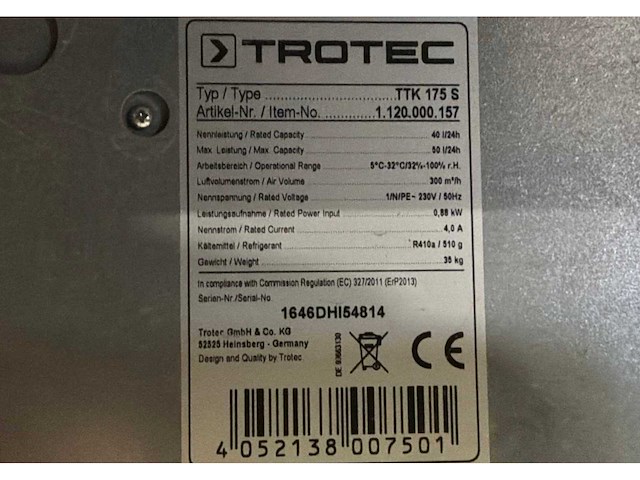 TROTEC
Typ / Type .................. TTK 175 S
Artikel-Nr. / Item-No. ............ 1.120.000.157
Nennleistung / Rated Capacity 40 l/24h
Max. Leistung / Max. Capacity 50 l/24h
Arbeitsbereich / Operational Range 5°C-32°C/32%-100% r.H.
Luftvolumenstrom / Air Volume 300 m³/h
Nennspannung / Rated Voltage 1/N/PE~ 230V / 50Hz
Leistungsaufnahme / Rated Power Input 0,88 kW
Nennstrom / Rated Current 4,0 A
Kältemittel / Refrigerant R410a / 510 g
Gewicht / Weight 35 kg
In compliance with Commission Regulation (EC) 327/2011 (ErP2013)
Serien-Nr./Serial-No.
1646DHI54814
Trotec GmbH & Co. KG
52525 Heinsberg - Germany
Design and Quality by Trotec
DE 93663130
CE
4 052138 007501